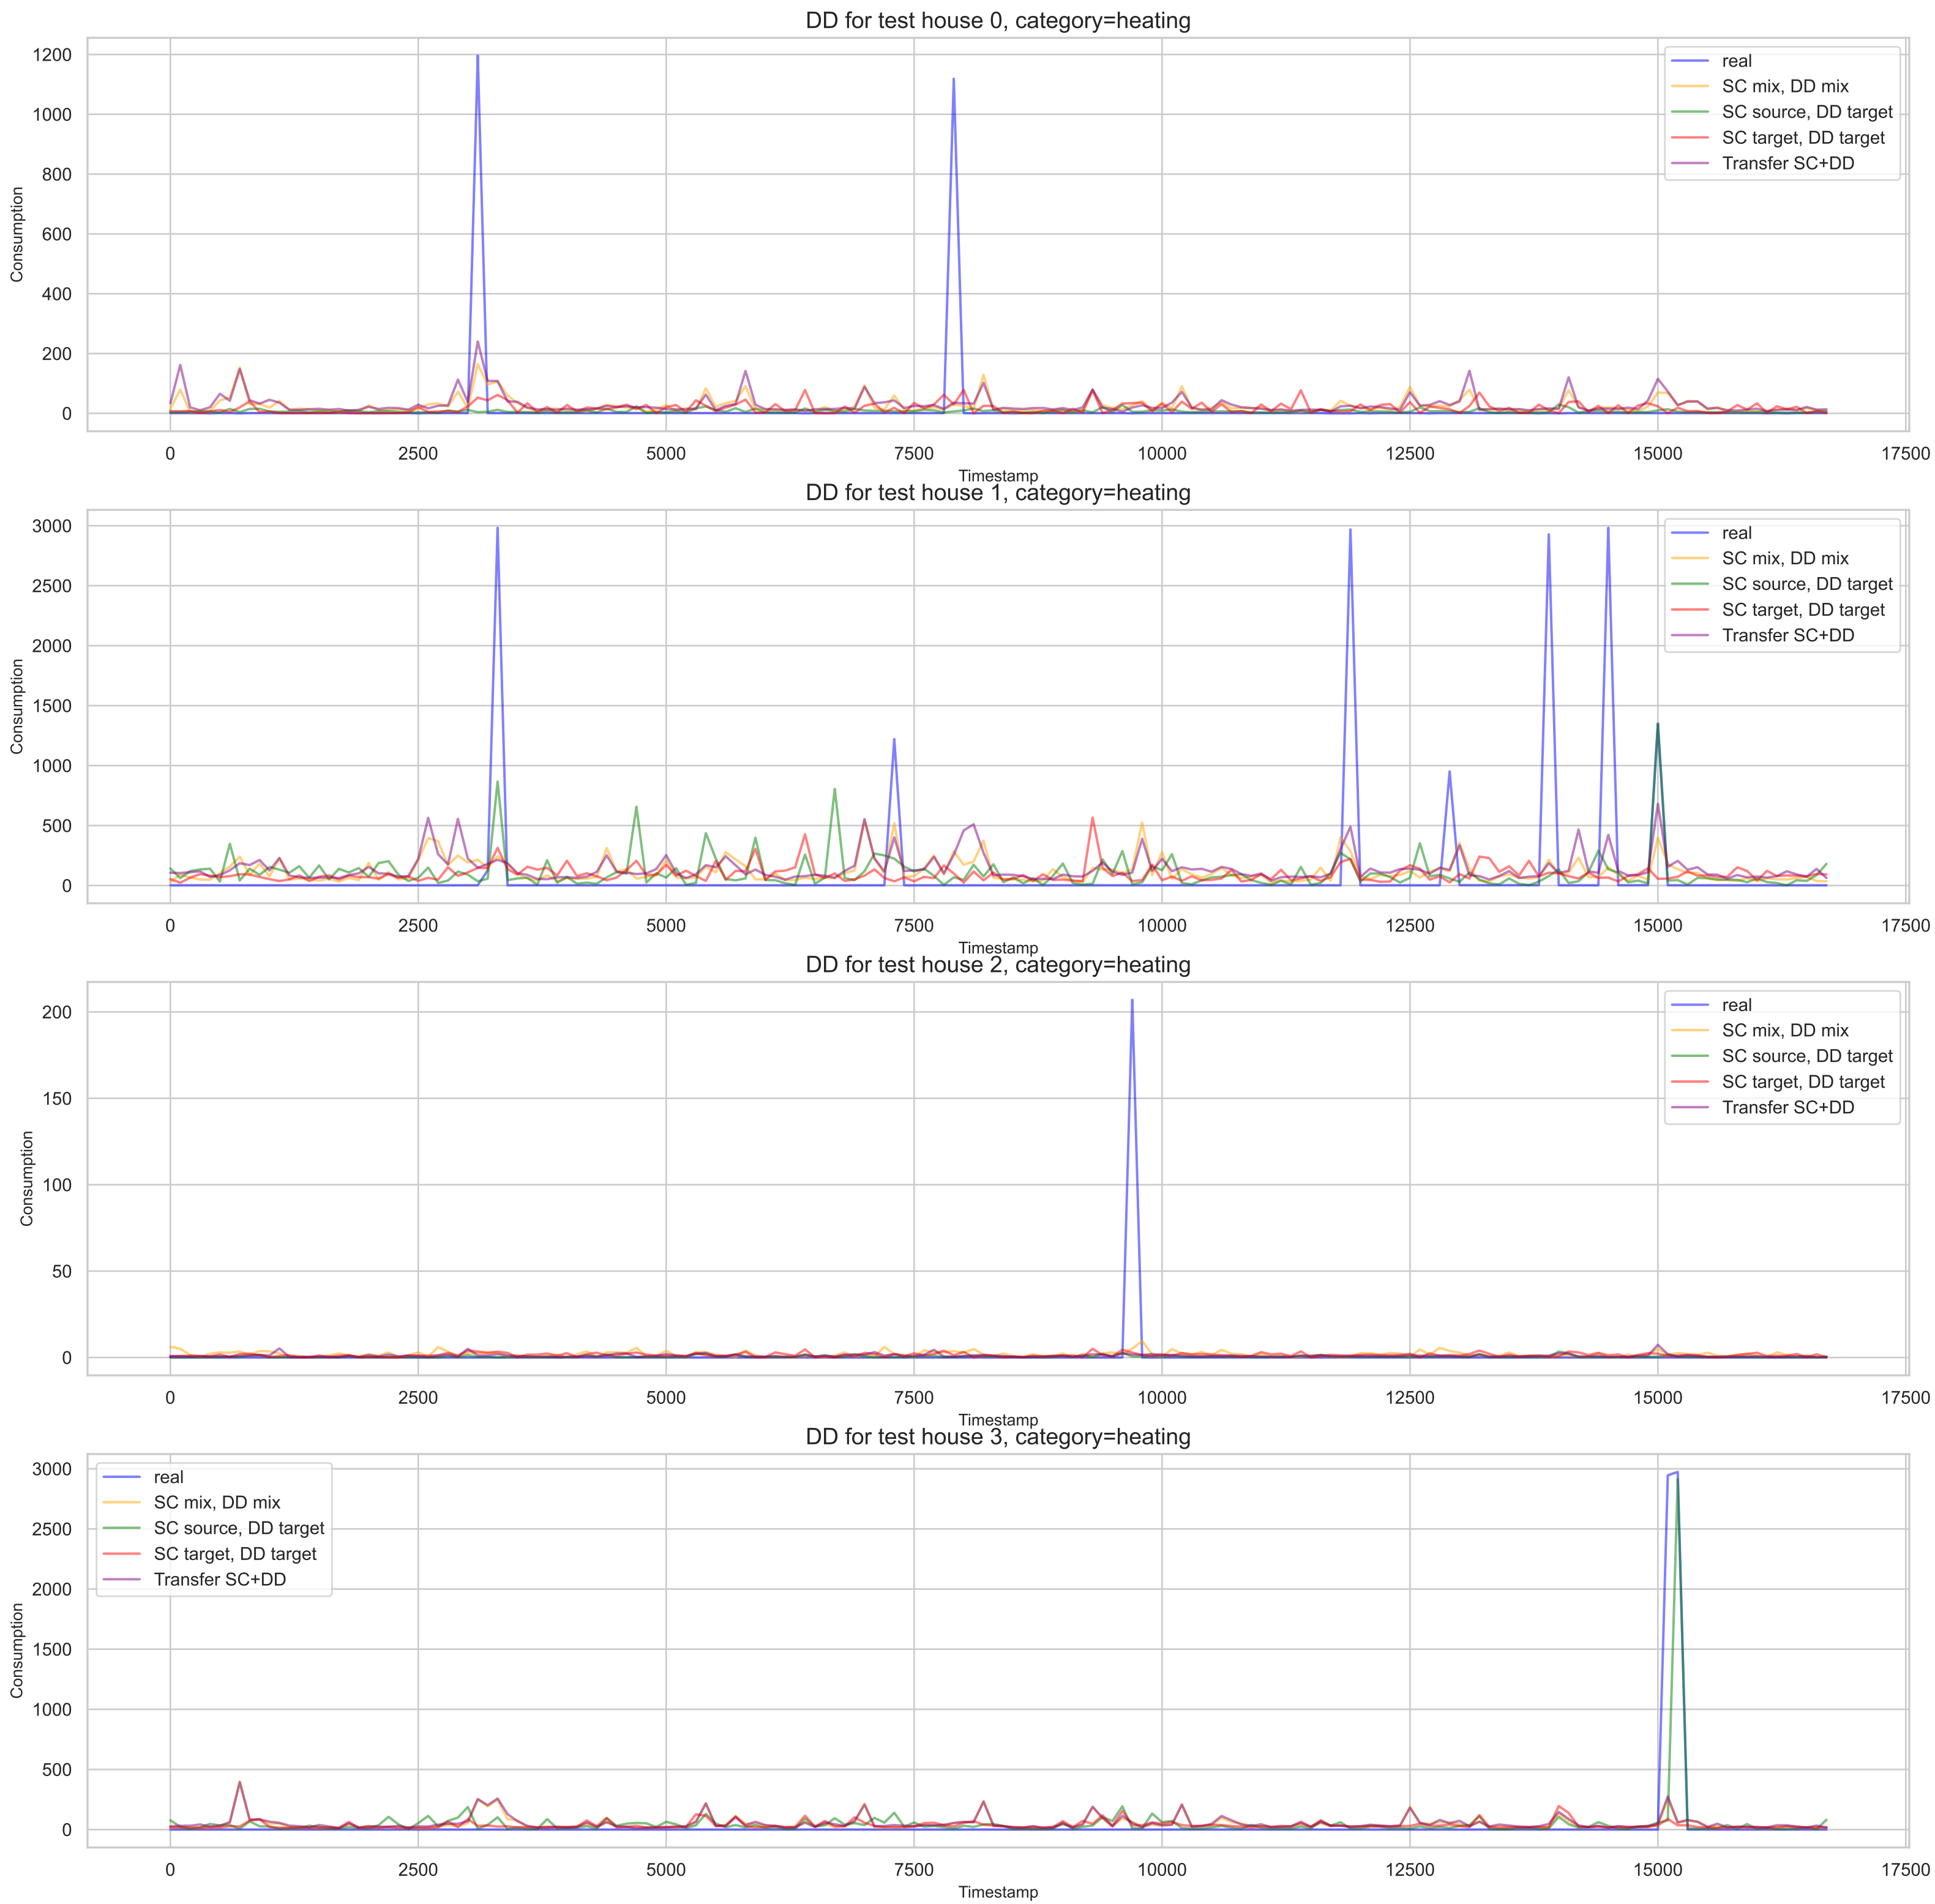 DD for test house 0, category=heating
1200
1000
800
600
400
200
0
Consumption
real
SC mix, DD mix
SC source, DD target
SC target, DD target
Transfer SC+DD
0 2500 5000 7500 10000 12500 15000 17500
Timestamp
DD for test house 1, category=heating
3000
2500
2000
1500
1000
500
0
Consumption
real
SC mix, DD mix
SC source, DD target
SC target, DD target
Transfer SC+DD
0 2500 5000 7500 10000 12500 15000 17500
Timestamp
DD for test house 2, category=heating
200
150
100
50
0
Consumption
real
SC mix, DD mix
SC source, DD target
SC target, DD target
Transfer SC+DD
0 2500 5000 7500 10000 12500 15000 17500
Timestamp
DD for test house 3, category=heating
3000
2500
2000
1500
1000
500
0
Consumption
real
SC mix, DD mix
SC source, DD target
SC target, DD target
Transfer SC+DD
0 2500 5000 7500 10000 12500 15000 17500
Timestamp